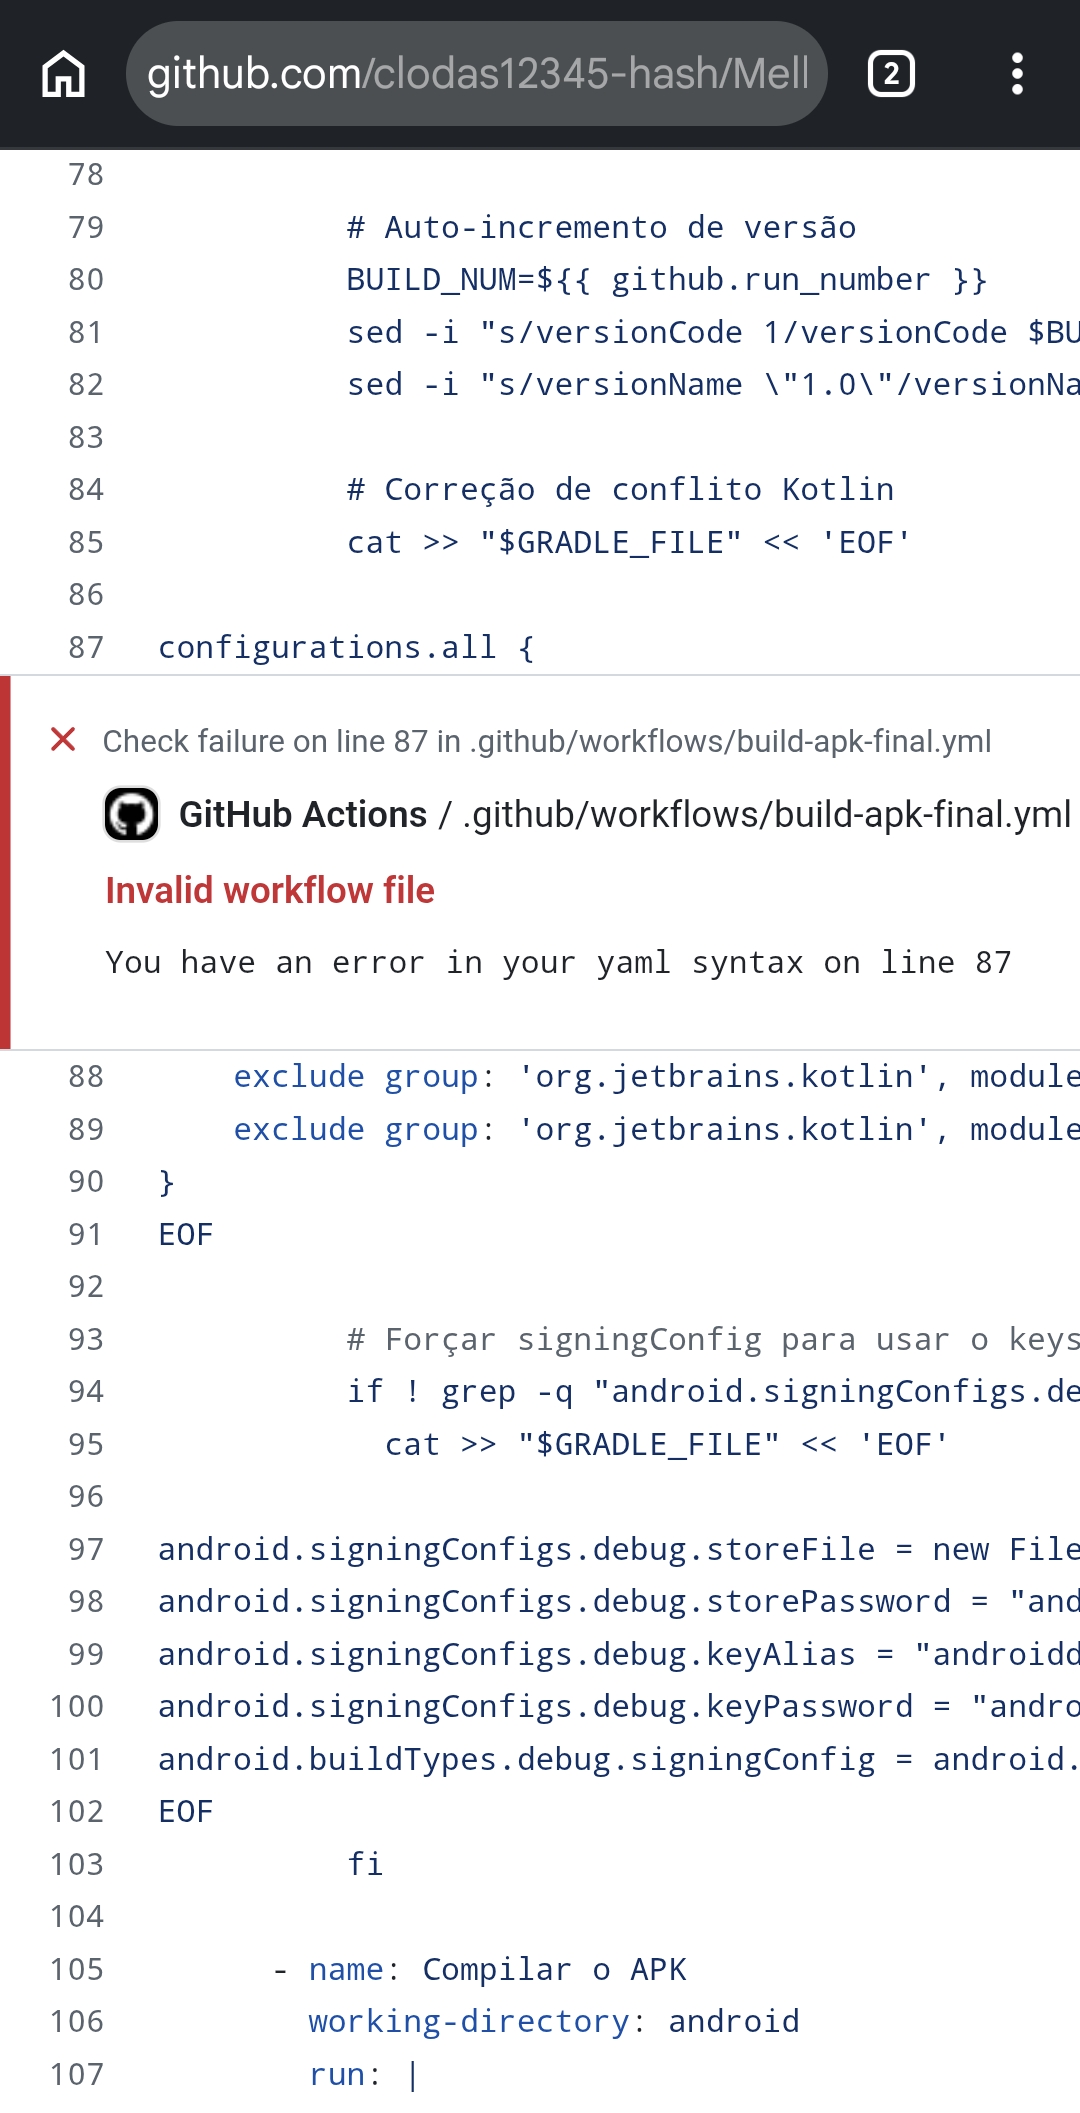 github.com/clodas12345-hash/Mell
2
78
79 # Auto-incremento de versão
80 BUILD_NUM=${{ github.run_number }}
81 sed -i "s/versionCode 1/versionCode $BU
82 sed -i "s/versionName \"1.0\"/versionNa
83
84 # Correção de conflito Kotlin
85 cat >> "$GRADLE_FILE" << 'EOF'
86
87 configurations.all {
Check failure on line 87 in .github/workflows/build-apk-final.yml
GitHub Actions / .github/workflows/build-apk-final.yml
Invalid workflow file
You have an error in your yaml syntax on line 87
88 exclude group: 'org.jetbrains.kotlin', module
89 exclude group: 'org.jetbrains.kotlin', module
90 }
91 EOF
92
93 # Forçar signingConfig para usar o keys
94 if ! grep -q "android.signingConfigs.de
95 cat >> "$GRADLE_FILE" << 'EOF'
96
97 android.signingConfigs.debug.storeFile = new File
98 android.signingConfigs.debug.storePassword = "and
99 android.signingConfigs.debug.keyAlias = "androidd
100 android.signingConfigs.debug.keyPassword = "andro
101 android.buildTypes.debug.signingConfig = android.
102 EOF
103 fi
104
105 - name: Compilar o APK
106 working-directory: android
107 run: |